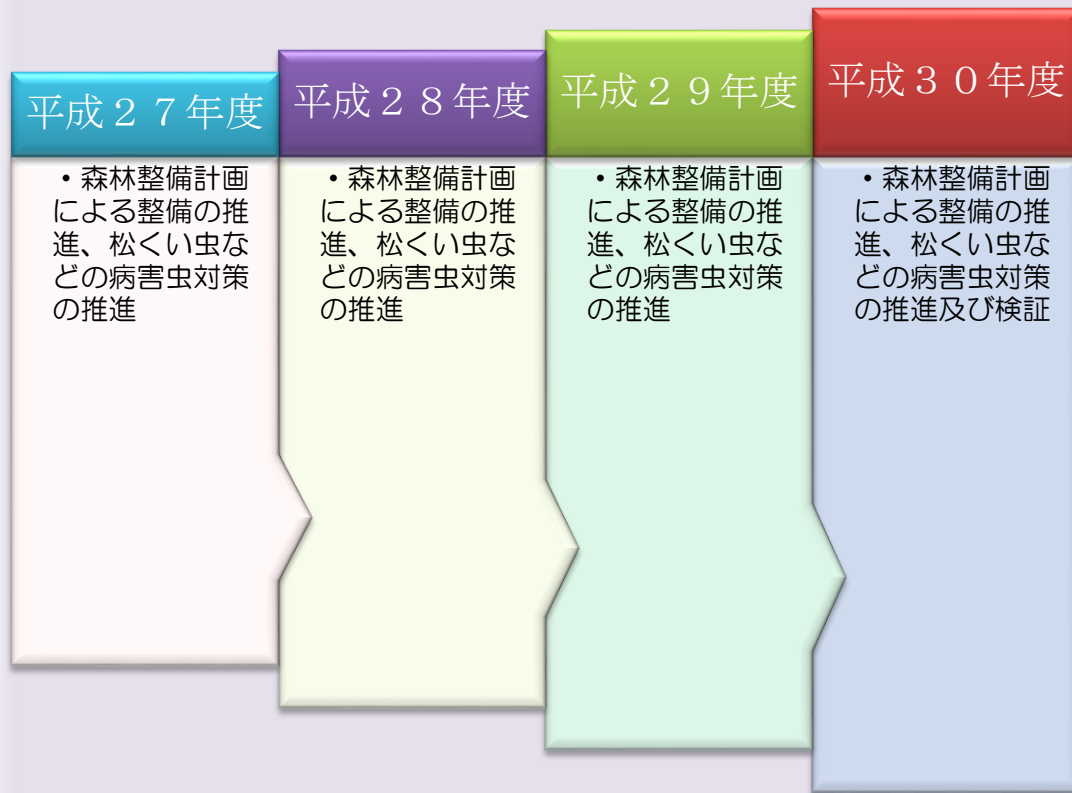 平成２７年度
・森林整備計画
による整備の推
進、松くい虫な
どの病害虫対策
の推進
平成２８年度
・森林整備計画
による整備の推
進、松くい虫な
どの病害虫対策
の推進
平成２９年度
・森林整備計画
による整備の推
進、松くい虫な
どの病害虫対策
の推進
平成３０年度
・森林整備計画
による整備の推
進、松くい虫な
どの病害虫対策
の推進及び検証